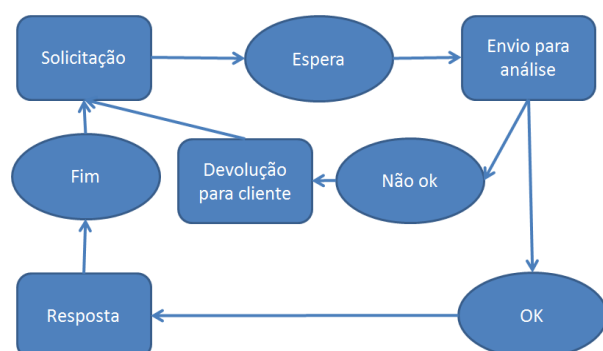 Solicitação
Espera
Envio para
análise
Fim
Devolução
para cliente
Não ok
Resposta
OK